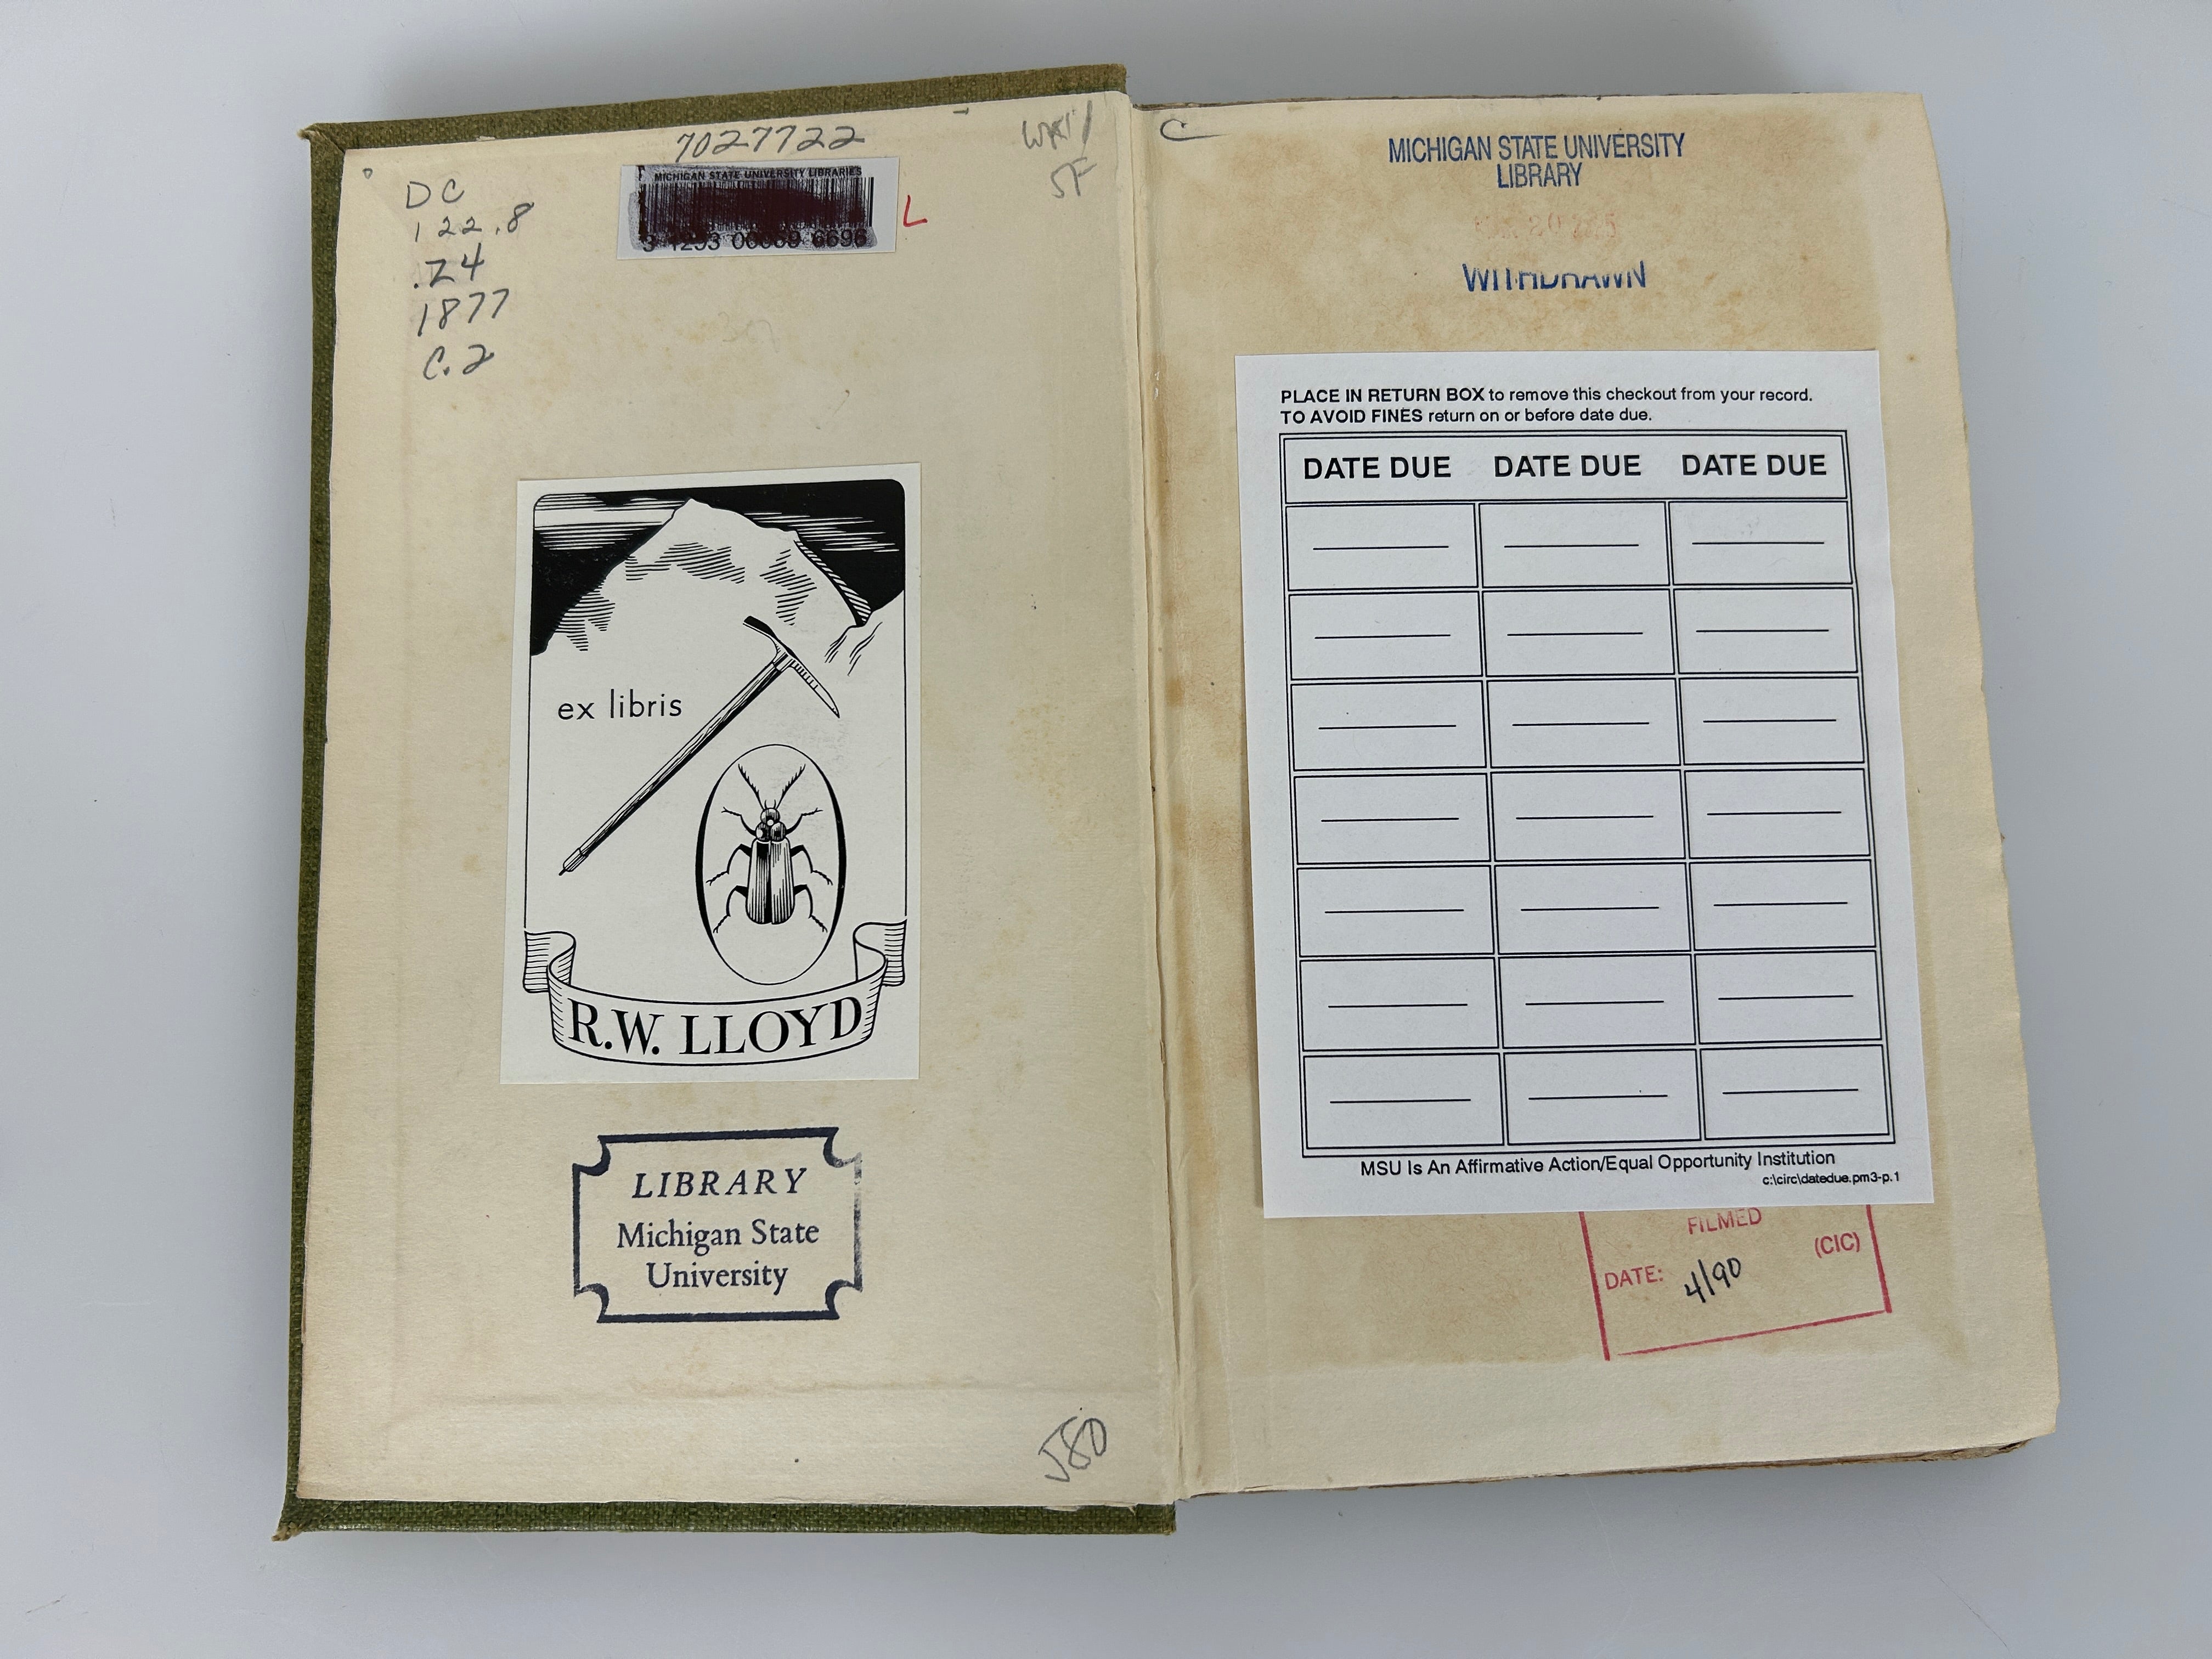 7027722
DC
122.8
.Z4
1877
C.2
MICHIGAN STATE UNIVERSITY LIBRARIES
3 1293 6696
L
ex libris
R.W. LLOYD
LIBRARY
Michigan State
University
J80
C
MICHIGAN STATE UNIVERSITY
LIBRARY
WITHDRAWN
PLACE IN RETURN BOX to remove this checkout from your record.
TO AVOID FINES return on or before date due.
DATE DUE DATE DUE DATE DUE
MSU Is An Affirmative Action/Equal Opportunity Institution
c:\circ\datedue.pm3-p.1
FILMED
(CIC)
DATE: 4/90